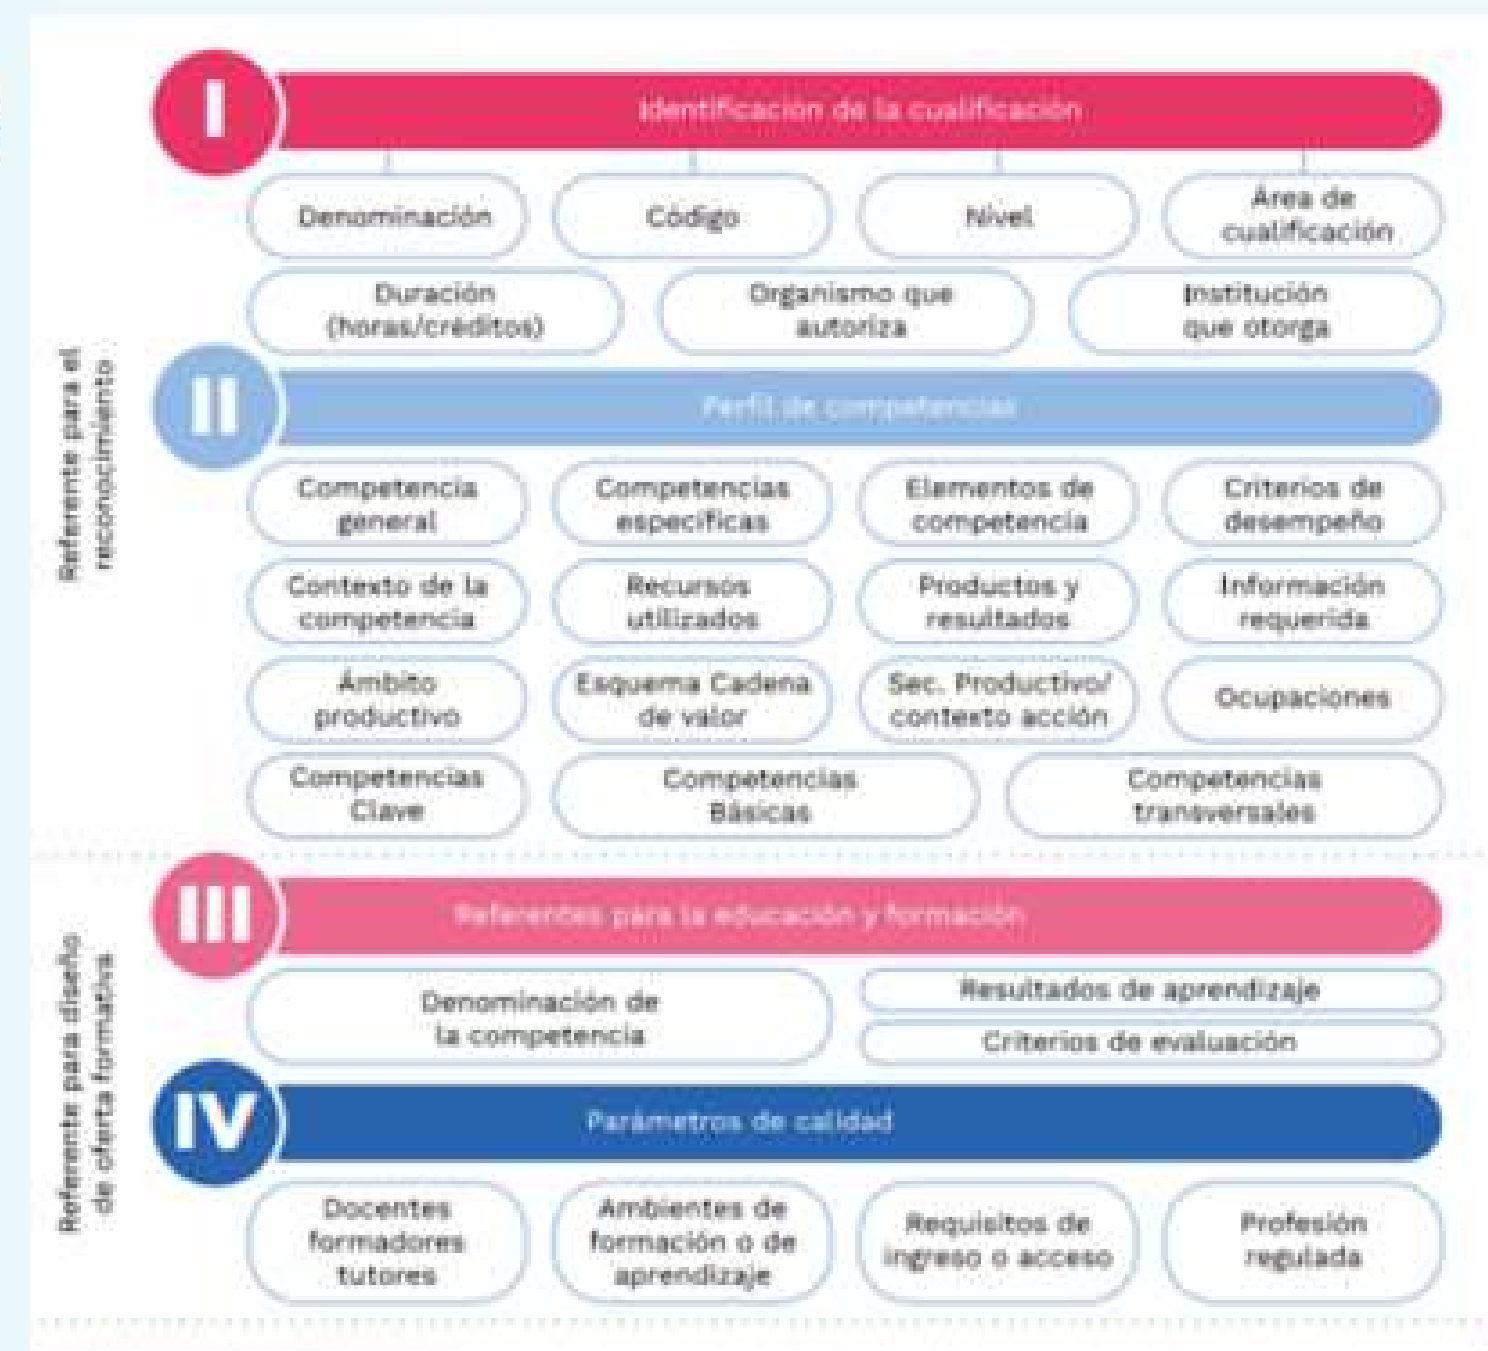 I
Identificación de la cualificación
Denominación
Código
Nivel
Área de
cualificación
Duración
(horas/créditos)
Organismo que
autoriza
Institución
que otorga
Referente para el
reconocimiento
II
Perfil de competencias
Competencia
general
Competencias
específicas
Elementos de
competencia
Criterios de
desempeño
Contexto de la
competencia
Recursos
utilizados
Productos y
resultados
Información
requerida
Ámbito
productivo
Esquema Cadena
de valor
Sec. Productivo/
contexto acción
Ocupaciones
Competencias
Clave
Competencias
Básicas
Competencias
transversales
Referente para diseño
de oferta formativa
III
Referentes para la educación y formación
Denominación de
la competencia
Resultados de aprendizaje
Criterios de evaluación
IV
Parámetros de calidad
Docentes
formadores
tutores
Ambientes de
formación o de
aprendizaje
Requisitos de
ingreso o acceso
Profesión
regulada